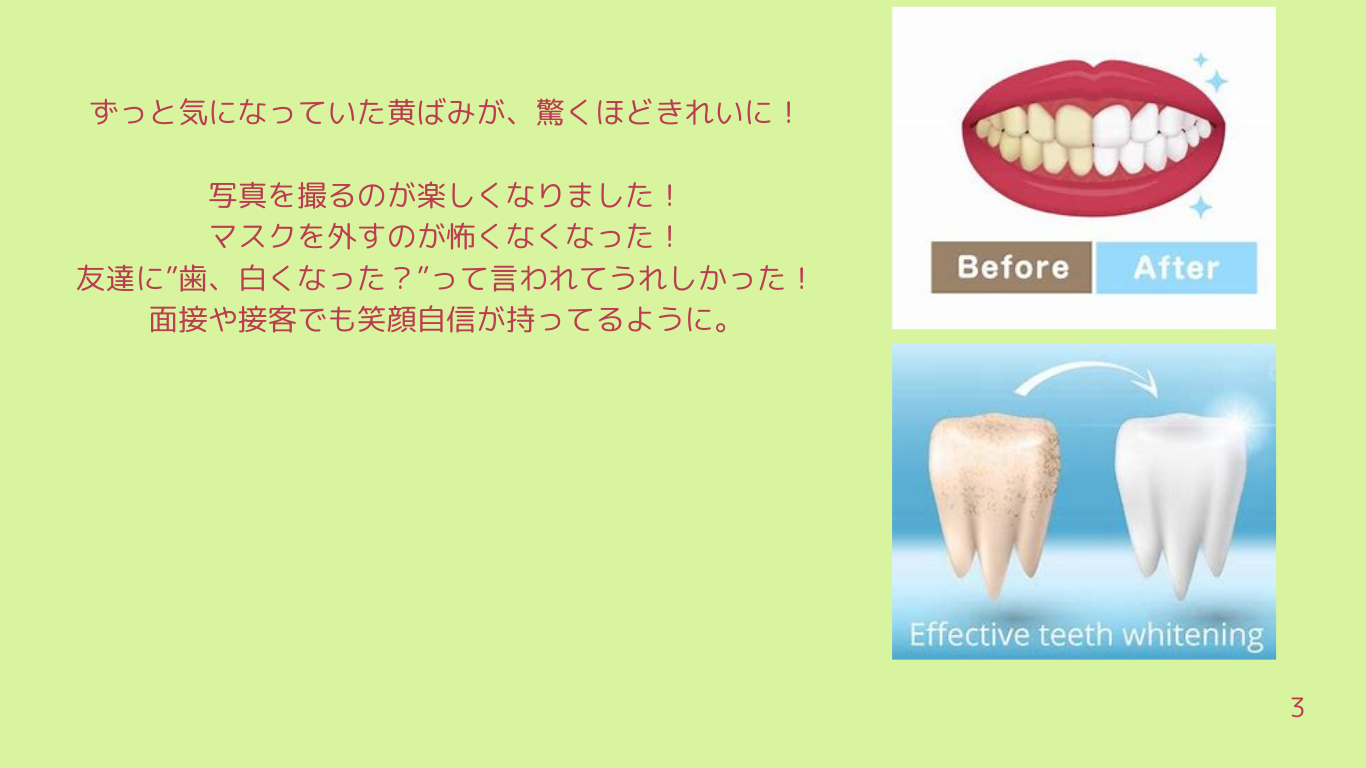 ずっと気になっていた黄ばみが、驚くほどきれいに！
写真を撮るのが楽しくなりました！
マスクを外すのが怖くなくなった！
友達に”歯、白くなった？”って言われてうれしかった！
面接や接客でも笑顔自信が持ってるように。
Before
After
Effective teeth whitening
3